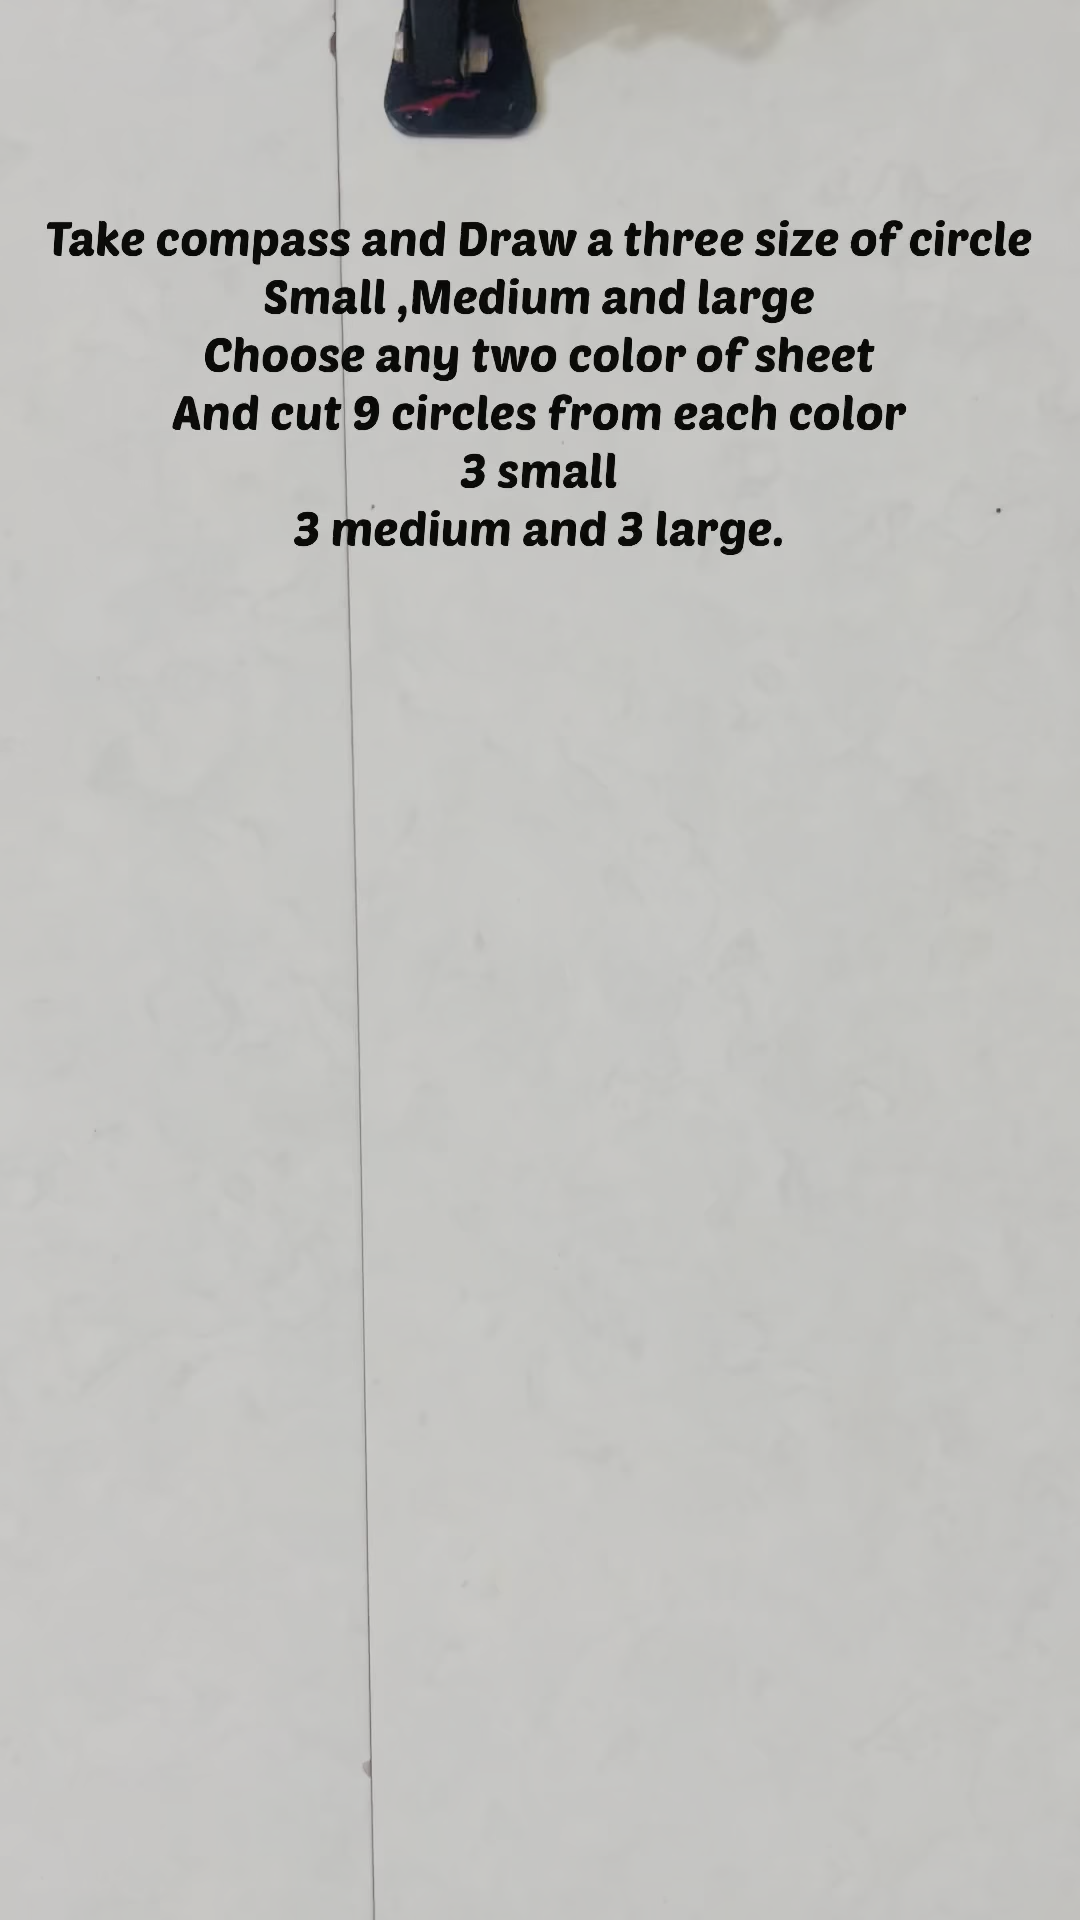 Take compass and Draw a three size of circle
Small ,Medium and large
Choose any two color of sheet
And cut 9 circles from each color
3 small
3 medium and 3 large.